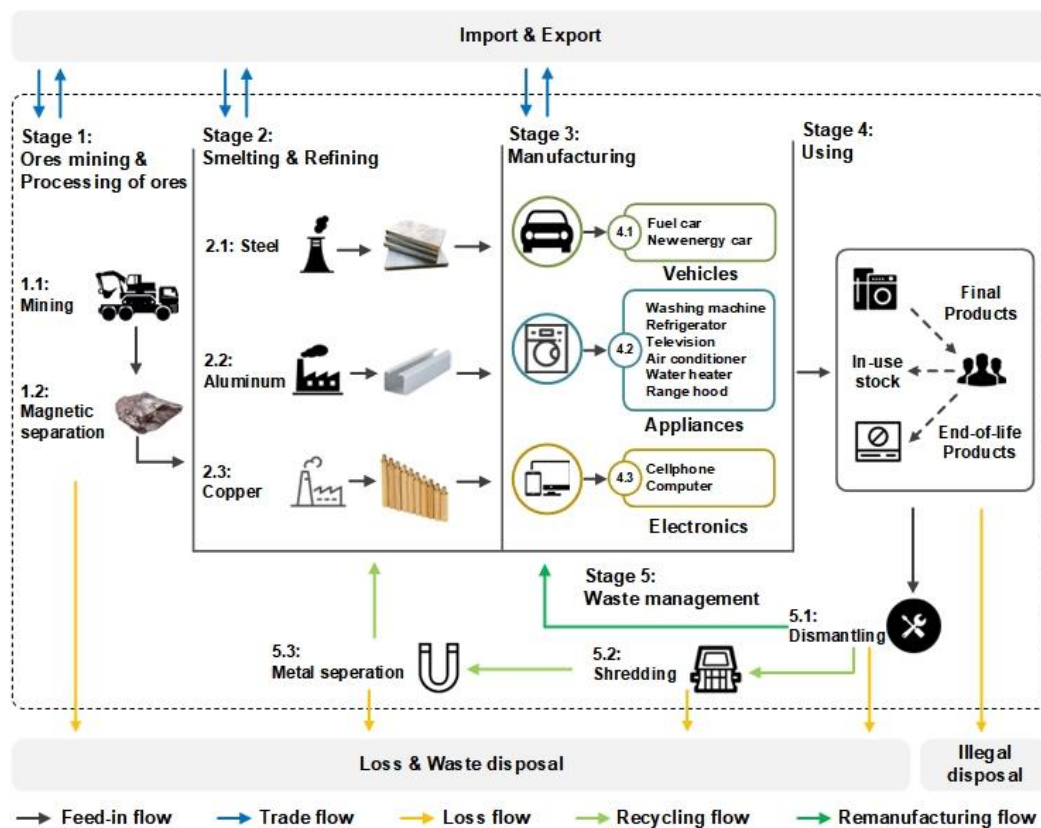 Import & Export
Stage 1:
Ores mining &
Processing of ores
Stage 2:
Smelting & Refining
Stage 3:
Manufacturing
Stage 4:
Using
1.1:
Mining
1.2:
Magnetic
separation
2.1: Steel
2.2:
Aluminum
2.3:
Copper
4.1
Fuel car
Newenergy car
Vehicles
4.2
Washing machine
Refrigerator
Television
Air conditioner
Water heater
Range hood
Appliances
4.3
Cellphone
Computer
Electronics
Final
Products
In-use
stock
End-of-life
Products
Stage 5:
Waste management
5.1:
Dismantling
5.2:
Shredding
5.3:
Metal seperation
Loss & Waste disposal
Illegal
disposal
Feed-in flow
Trade flow
Loss flow
Recycling flow
Remanufacturing flow